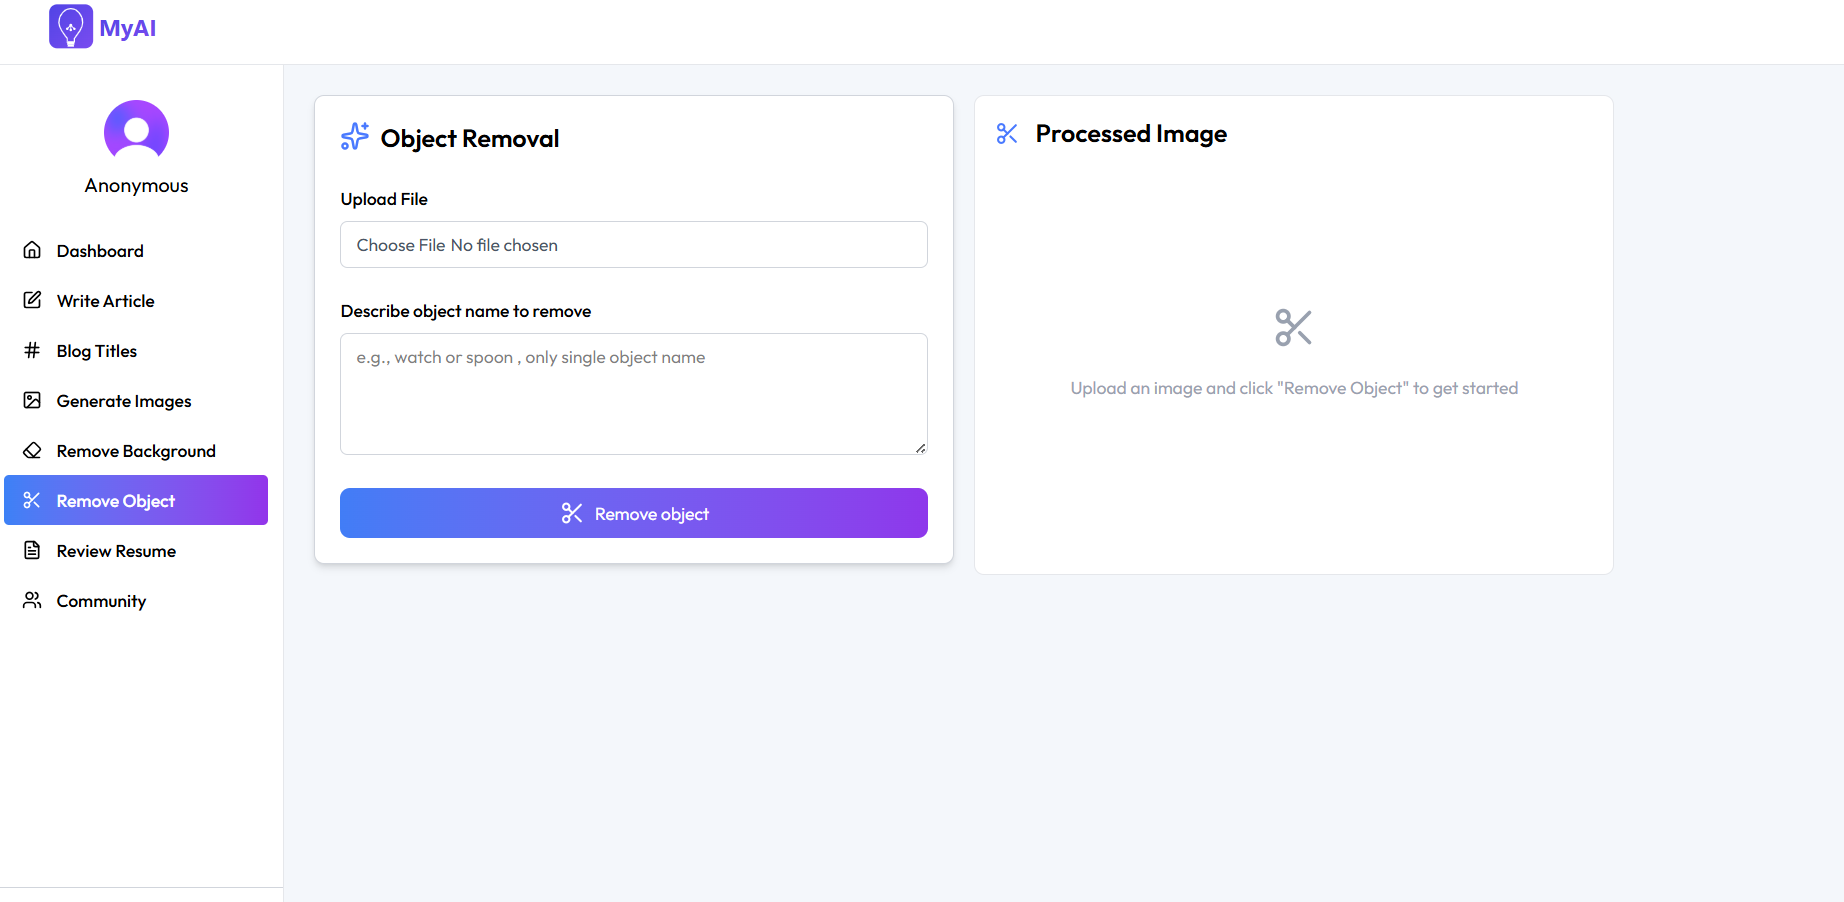 MyAI
Anonymous
Dashboard
Write Article
Blog Titles
Generate Images
Remove Background
Remove Object
Review Resume
Community
Object Removal
Upload File
Choose File No file chosen
Describe object name to remove
e.g., watch or spoon , only single object name
Remove object
Processed Image
Upload an image and click "Remove Object" to get started